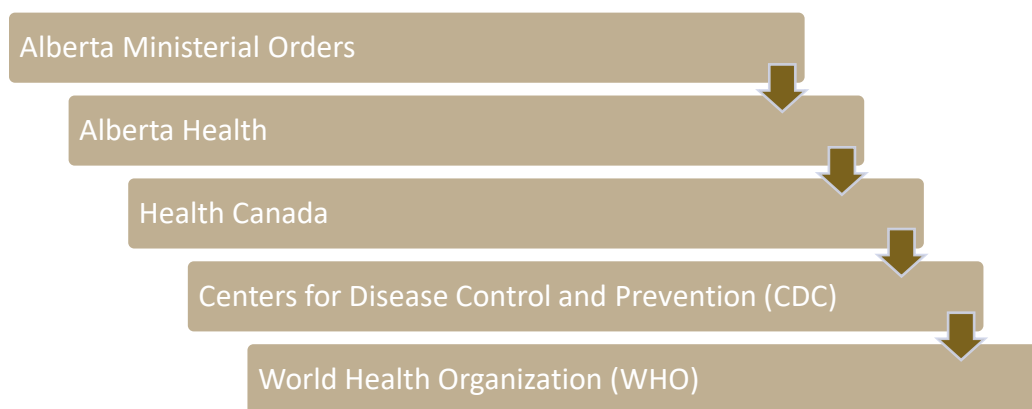 Alberta Ministerial Orders
Alberta Health
Health Canada
Centers for Disease Control and Prevention (CDC)
World Health Organization (WHO)